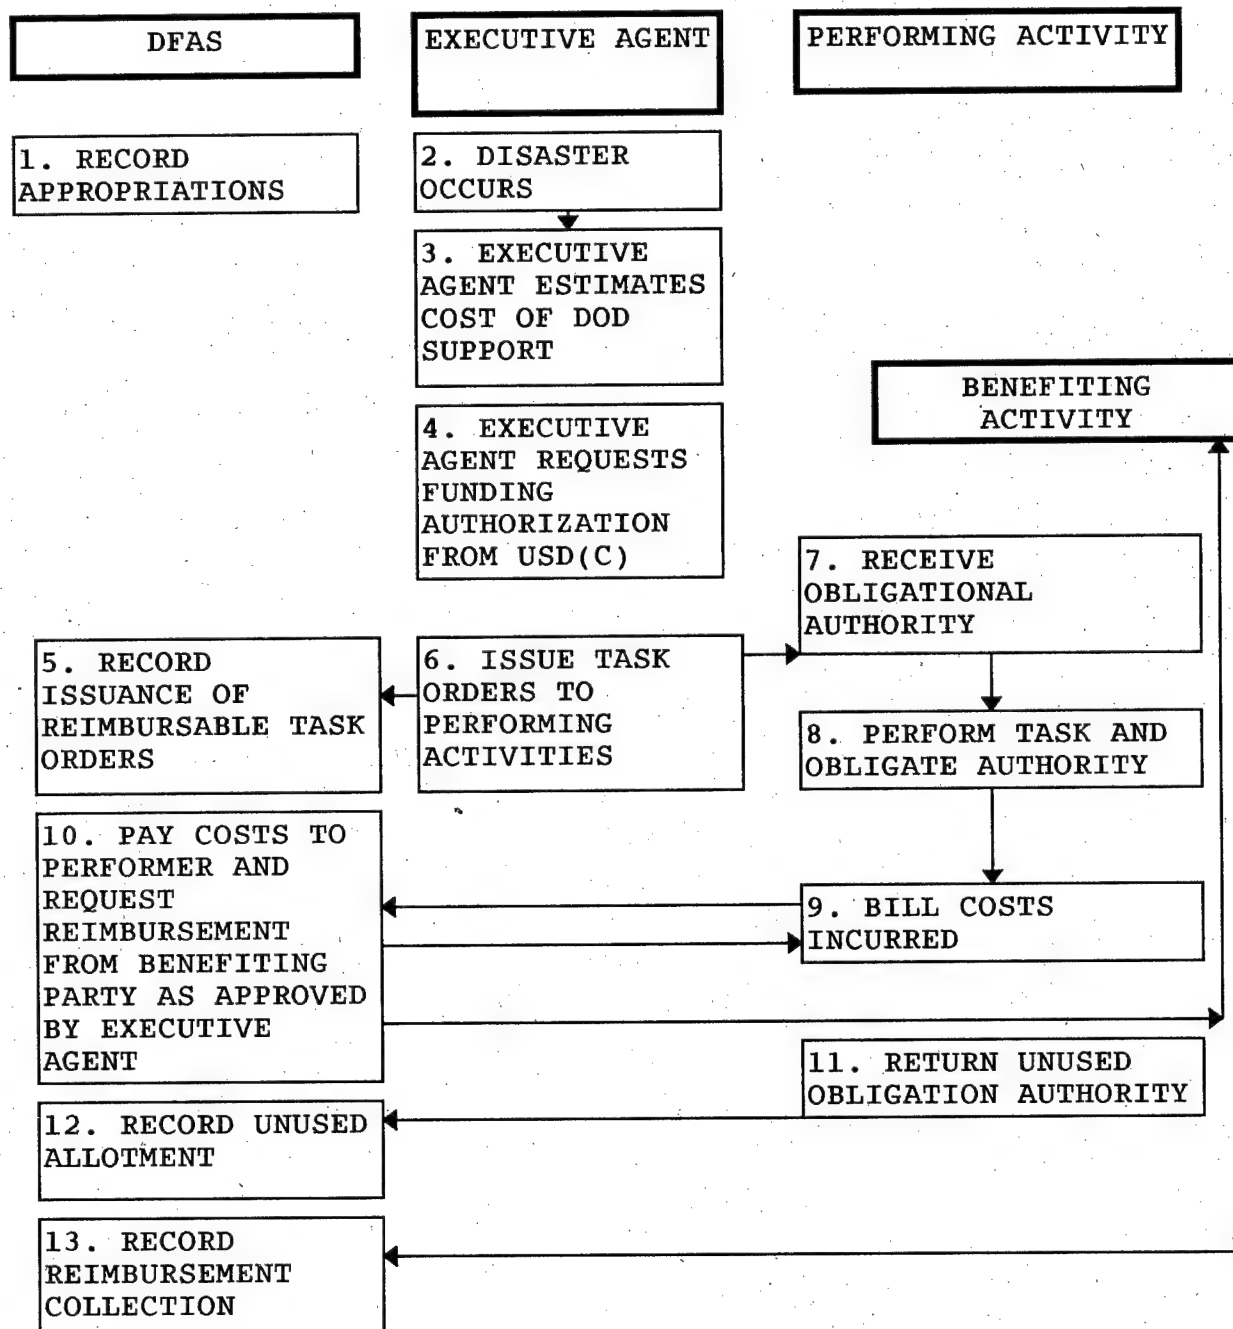 DFAS
EXECUTIVE AGENT
PERFORMING ACTIVITY
1. RECORD
APPROPRIATIONS
2. DISASTER
OCCURS
3. EXECUTIVE
AGENT ESTIMATES
COST OF DOD
SUPPORT
BENEFITING
ACTIVITY
4. EXECUTIVE
AGENT REQUESTS
FUNDING
AUTHORIZATION
FROM USD(C)
7. RECEIVE
OBLIGATIONAL
AUTHORITY
5. RECORD
ISSUANCE OF
REIMBURSABLE TASK
ORDERS
6. ISSUE TASK
ORDERS TO
PERFORMING
ACTIVITIES
8. PERFORM TASK AND
OBLIGATE AUTHORITY
10. PAY COSTS TO
PERFORMER AND
REQUEST
REIMBURSEMENT
FROM BENEFITING
PARTY AS APPROVED
BY EXECUTIVE
AGENT
9. BILL COSTS
INCURRED
11. RETURN UNUSED
OBLIGATION AUTHORITY
12. RECORD UNUSED
ALLOTMENT
13. RECORD
REIMBURSEMENT
COLLECTION